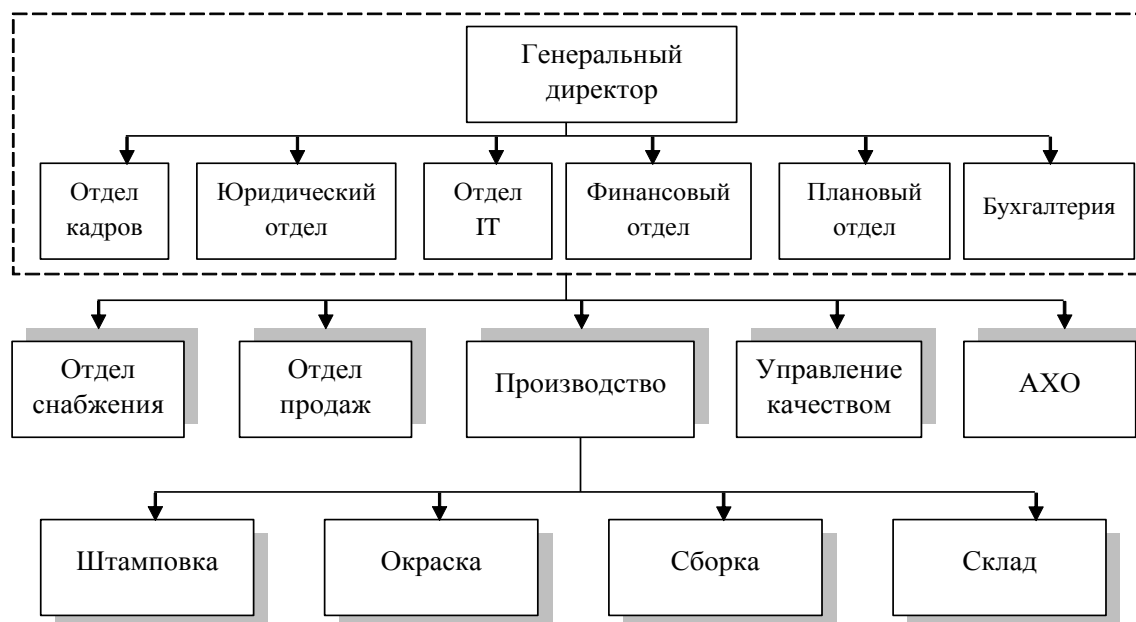 Генеральный
директор
Отдел
кадров
Юридический
отдел
Отдел
IT
Финансовый
отдел
Плановый
отдел
Бухгалтерия
Отдел
снабжения
Отдел
продаж
Производство
Управление
качеством
АХО
Штамповка
Окраска
Сборка
Склад